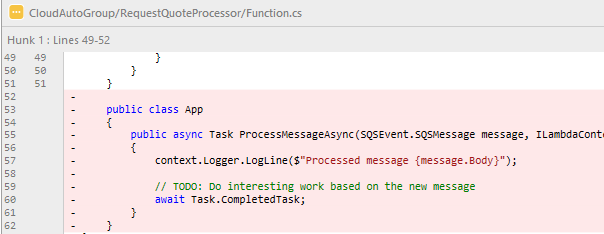 CloudAutoGroup/RequestQuoteProcessor/Function.cs
Hunk 1 : Lines 49-52
49 49 }
50 50 }
51 51 }
52 -
53 - public class App
54 - {
55 - public async Task ProcessMessageAsync(SQSEvent.SQSMessage message, ILambdaConte
56 - {
57 - context.Logger.LogLine($"Processed message {message.Body}");
58 -
59 - // TODO: Do interesting work based on the new message
60 - await Task.CompletedTask;
61 - }
62 - }